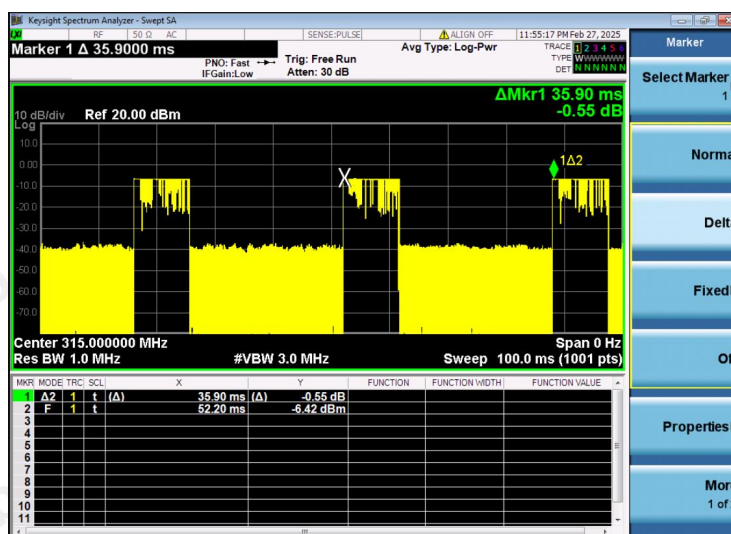 Keysight Spectrum Analyzer - Swept SA
RF 50 Ω AC SENSE:PULSE ALIGN OFF 11:55:17 PM Feb 27, 2025
Marker 1 Δ 35.9000 ms
PNO: Fast Trig: Free Run Avg Type: Log-Pwr TRACE 1 2 3 4 5 6
IFGain:Low Atten: 30 dB TYPE WWWWWW
DET N N N N N N
ΔMkr1 35.90 ms
10 dB/div Ref 20.00 dBm -0.55 dB
Log
10.0
0.00
-10.0
-20.0
-30.0
-40.0
-50.0
-60.0
-70.0
1Δ2
Center 315.000000 MHz Span 0 Hz
Res BW 1.0 MHz #VBW 3.0 MHz Sweep 100.0 ms (1001 pts)
MKR MODE TRC SCL X Y FUNCTION FUNCTION WIDTH FUNCTION VALUE
1 Δ2 1 t (Δ) 35.90 ms (Δ) -0.55 dB
2 F 1 t 52.20 ms -6.42 dBm
3
4
5
6
7
8
9
10
11
Marker
Select Marker
1
Norma
Delt
Fixed
Of
Properties
Mor
1 of